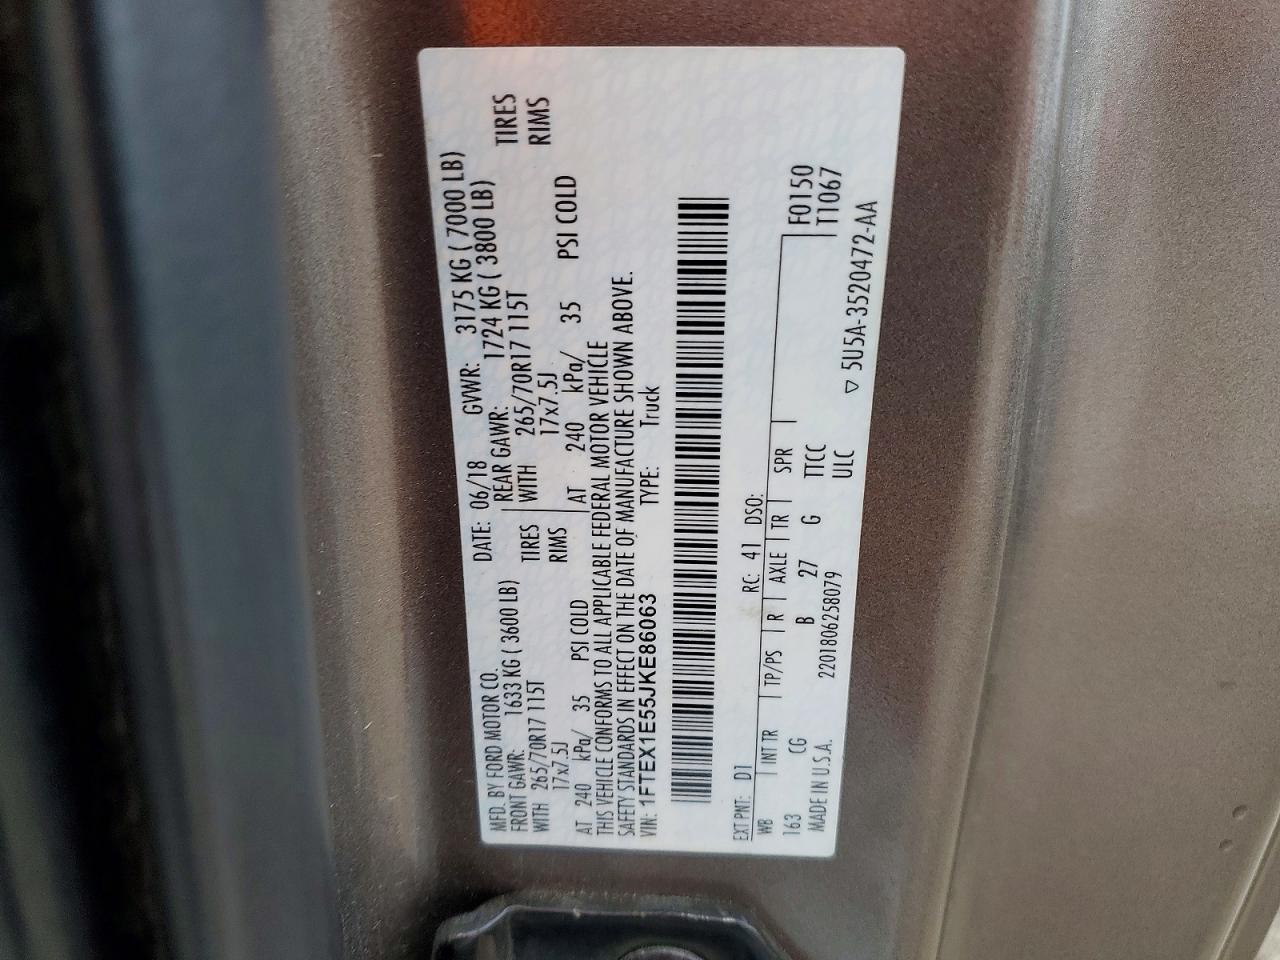 MFD. BY FORD MOTOR CO. DATE: 06/18 GVWR: 3175 KG ( 7000 LB)
FRONT GAWR: 1633 KG ( 3600 LB) REAR GAWR: 1724 KG ( 3800 LB)
WITH 265/70R17 115T TIRES WITH 265/70R17 115T TIRES
17x7.5J RIMS 17x7.5J RIMS
AT 240 kPa/ 35 PSI COLD AT 240 kPa/ 35 PSI COLD
THIS VEHICLE CONFORMS TO ALL APPLICABLE FEDERAL MOTOR VEHICLE
SAFETY STANDARDS IN EFFECT ON THE DATE OF MANUFACTURE SHOWN ABOVE.
VIN: 1FTEX1E55JKE86063 TYPE: Truck
EXT PNT: D1 RC: 41 DSO:
WB INT TR TP/PS R AXLE TR SPR F0150
163 CG B 27 G TTCC T1067
MADE IN U.S.A. 2201806258079 ULC
▽ 5U5A-3520472-AA